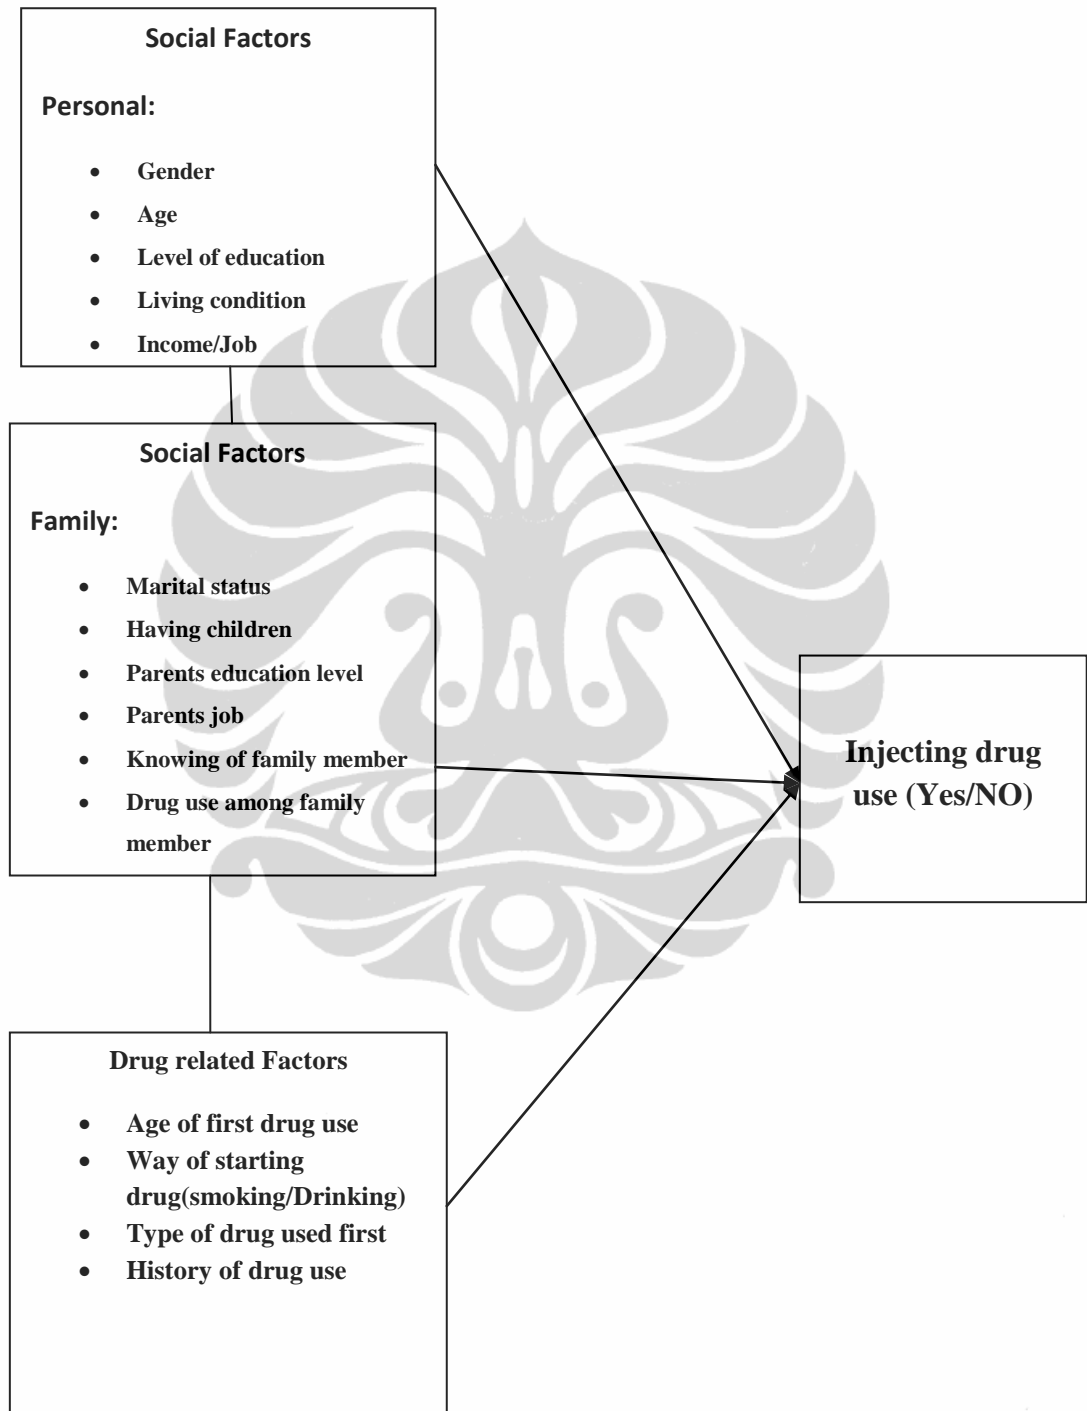 Social Factors
Personal:
• Gender
• Age
• Level of education
• Living condition
• Income/Job
Social Factors
Family:
• Marital status
• Having children
• Parents education level
• Parents job
• Knowing of family member
• Drug use among family
member
Injecting drug
use (Yes/NO)
Drug related Factors
• Age of first drug use
• Way of starting
drug(smoking/Drinking)
• Type of drug used first
• History of drug use